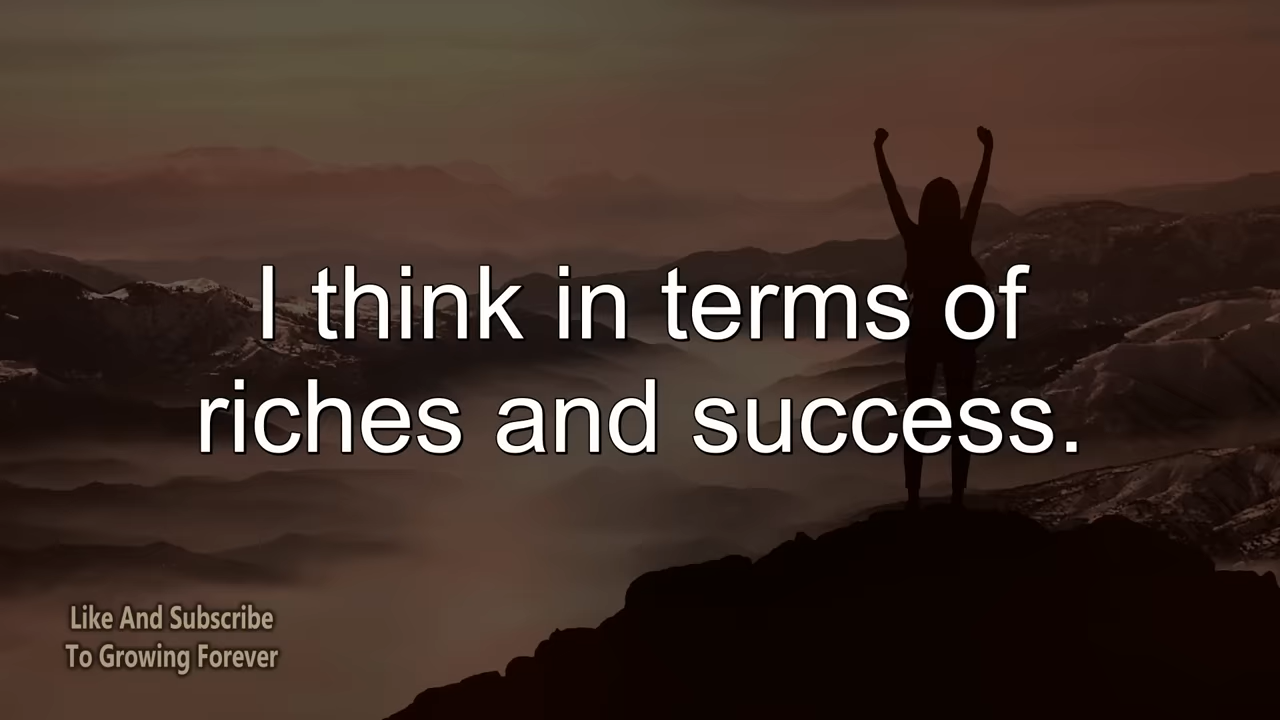 I think in terms of
riches and success.
Like And Subscribe
To Growing Forever